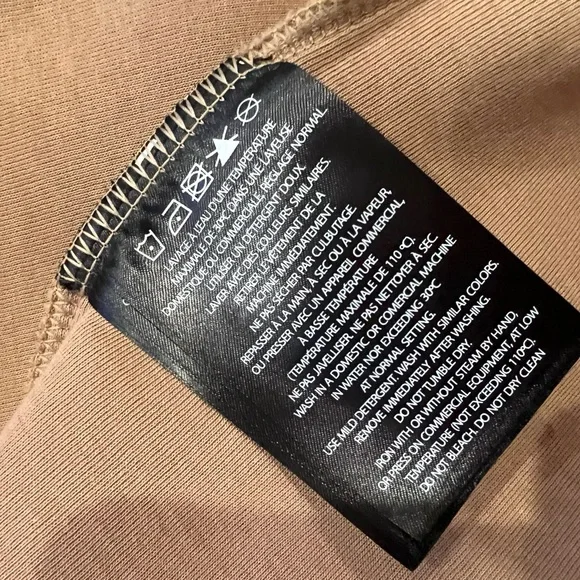 LAVAGE À L'EAU D'UNE TEMPÉRATURE
MAXIMALE DE 30°C DANS UNE LAVEUSE
DOMESTIQUE OU COMMERCIALE, RÉGLAGE NORMAL.
UTILISER UN DÉTERGENT DOUX.
LAVER AVEC DES COULEURS SIMILAIRES.
RETIRER LE VÊTEMENT DE LA
MACHINE IMMÉDIATEMENT.
NE PAS SÉCHER PAR CULBUTAGE.
REPASSER À LA MAIN, À SEC OU À LA VAPEUR,
OU PRESSER AVEC UN APPAREIL COMMERCIAL,
À BASSE TEMPÉRATURE
(TEMPÉRATURE MAXIMALE DE 110°C).
NE PAS JAVELLISER. NE PAS NETTOYER À SEC.
WASH IN A DOMESTIC OR COMMERCIAL MACHINE
IN WATER NOR EXCEEDING 30°C
AT NORMAL SETTING.
USE MILD DETERGENT, WASH WITH SIMILAR COLORS.
REMOVE IMMEDIATELY AFTER WASHING.
DO NOT TUMBLE DRY.
IRON WITH OR WITHOUT STEAM BY HAND,
OR PRESS ON COMMERCIAL EQUIPMENT, AT LOW
TEMPERATURE (NOT EXCEEDING 110°C).
DO NOT BLEACH. DO NOT DRY CLEAN